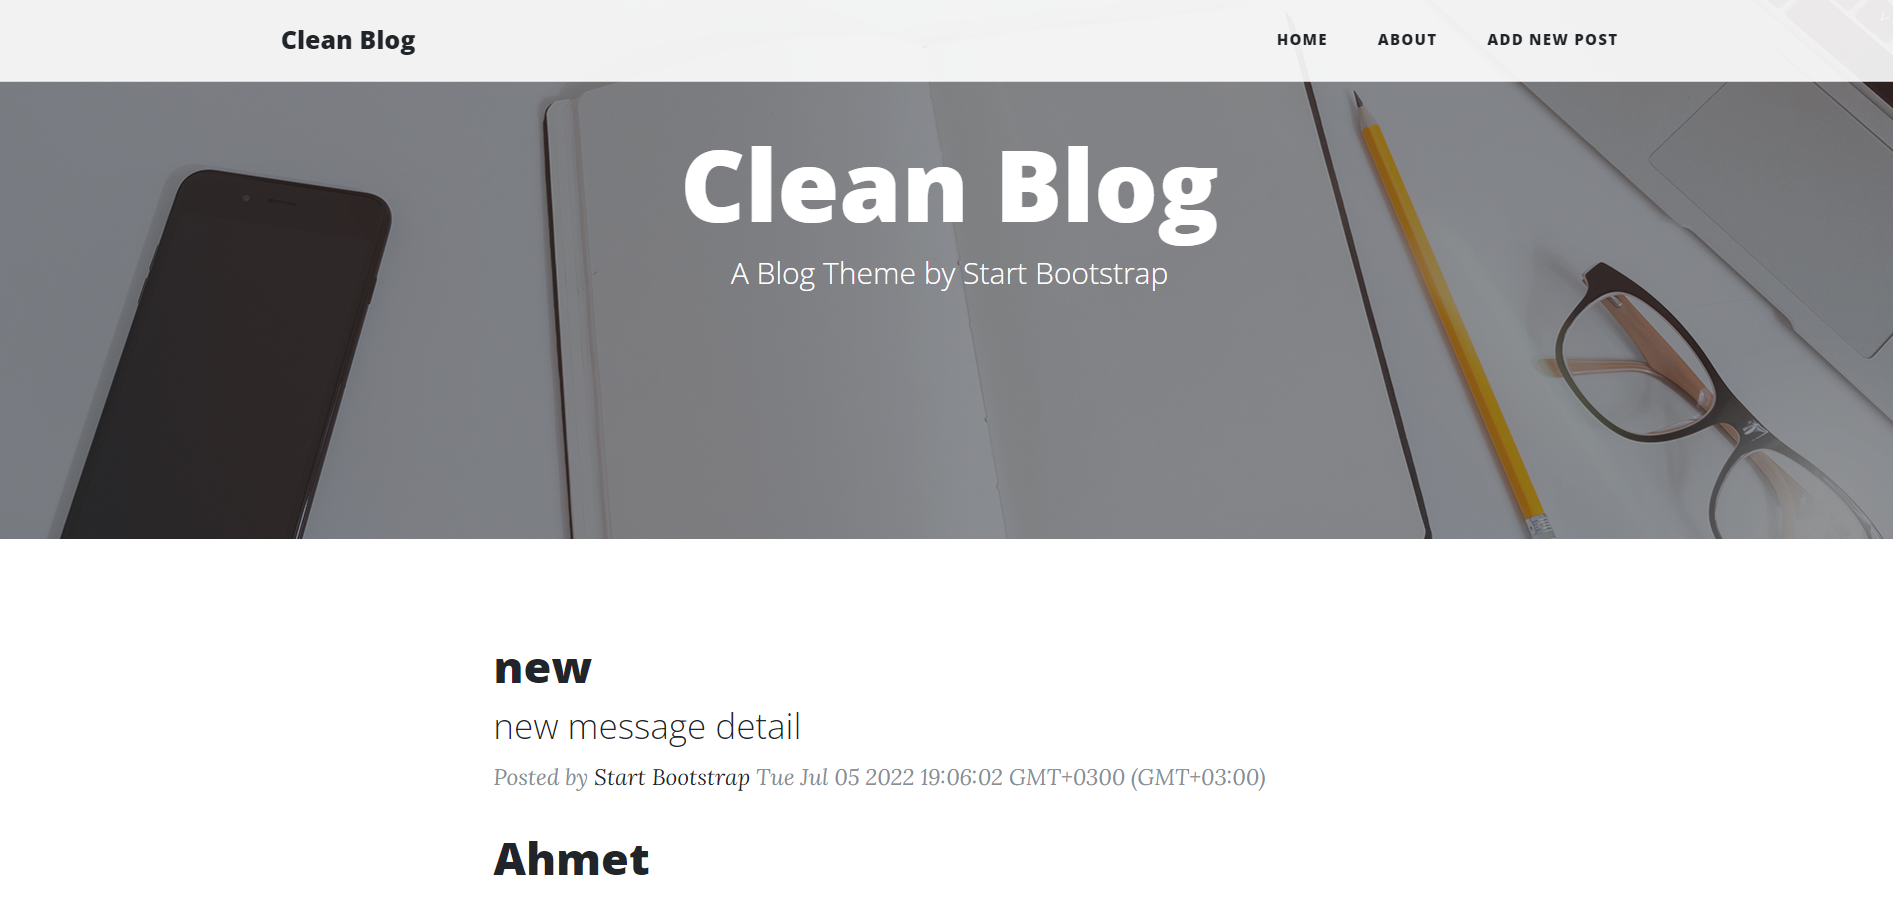 Clean Blog
HOME ABOUT ADD NEW POST
Clean Blog
A Blog Theme by Start Bootstrap
new
new message detail
Posted by Start Bootstrap Tue Jul 05 2022 19:06:02 GMT+0300 (GMT+03:00)
Ahmet